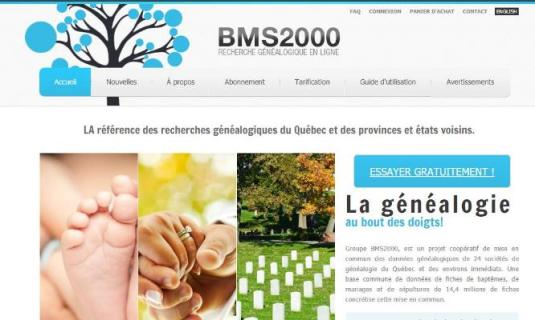 FAQ CONNEXION PANIER D'ACHAT CONTACT ENGLISH
BMS2000
RECHERCHE GÉNÉALOGIQUE EN LIGNE
Accueil Nouvelles À propos Abonnement Tarification Guide d'utilisation Avertissements
LA référence des recherches généalogiques du Québec et des provinces et états voisins.
ESSAYER GRATUITEMENT !
La généalogie
au bout des doigts!
Groupe BMS2000, est un projet coopératif de mise en
commun des données généalogiques de 24 sociétés de
généalogie du Québec et des environs immédiats. Une
base commune de données de fiches de baptêmes, de
mariages et de sépultures de 14,4 millions de fiches
concrétise cette mise en commun.